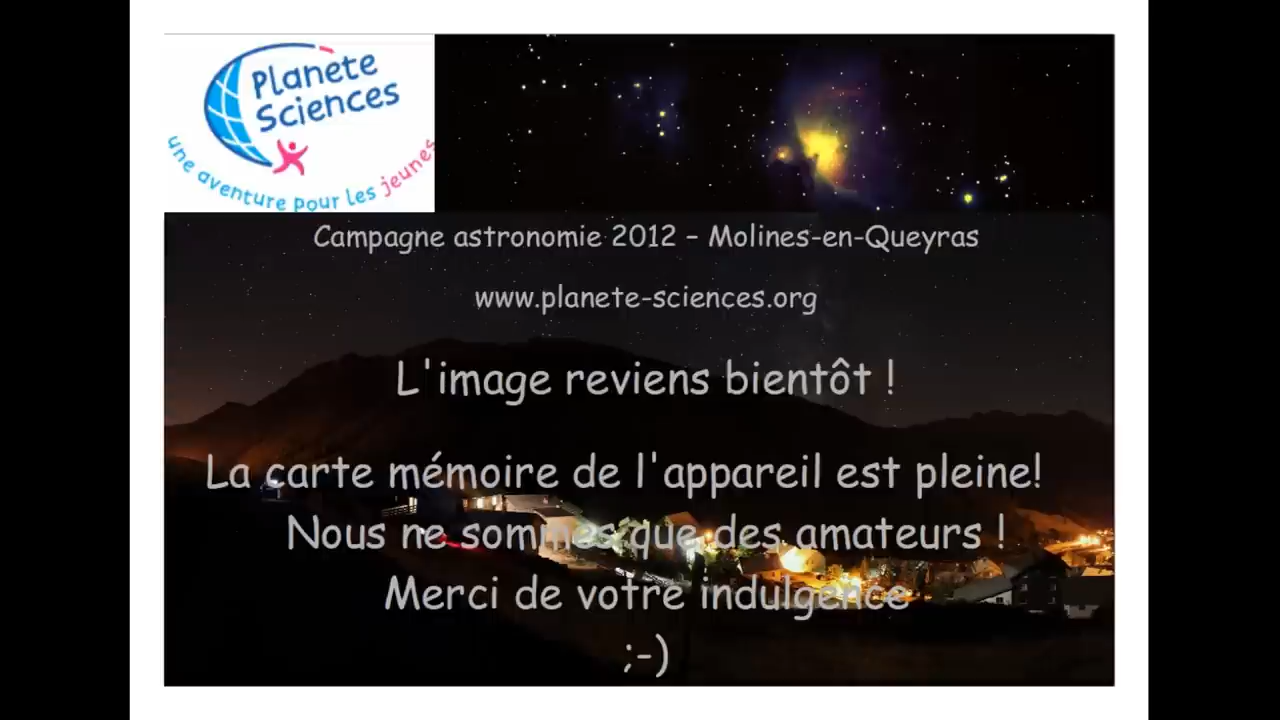 Planète
Sciences
une aventure pour les jeunes
Campagne astronomie 2012 – Molines-en-Queyras
www.planete-sciences.org
L'image reviens bientôt !
La carte mémoire de l'appareil est pleine!
Nous ne sommes que des amateurs !
Merci de votre indulgence
;-)